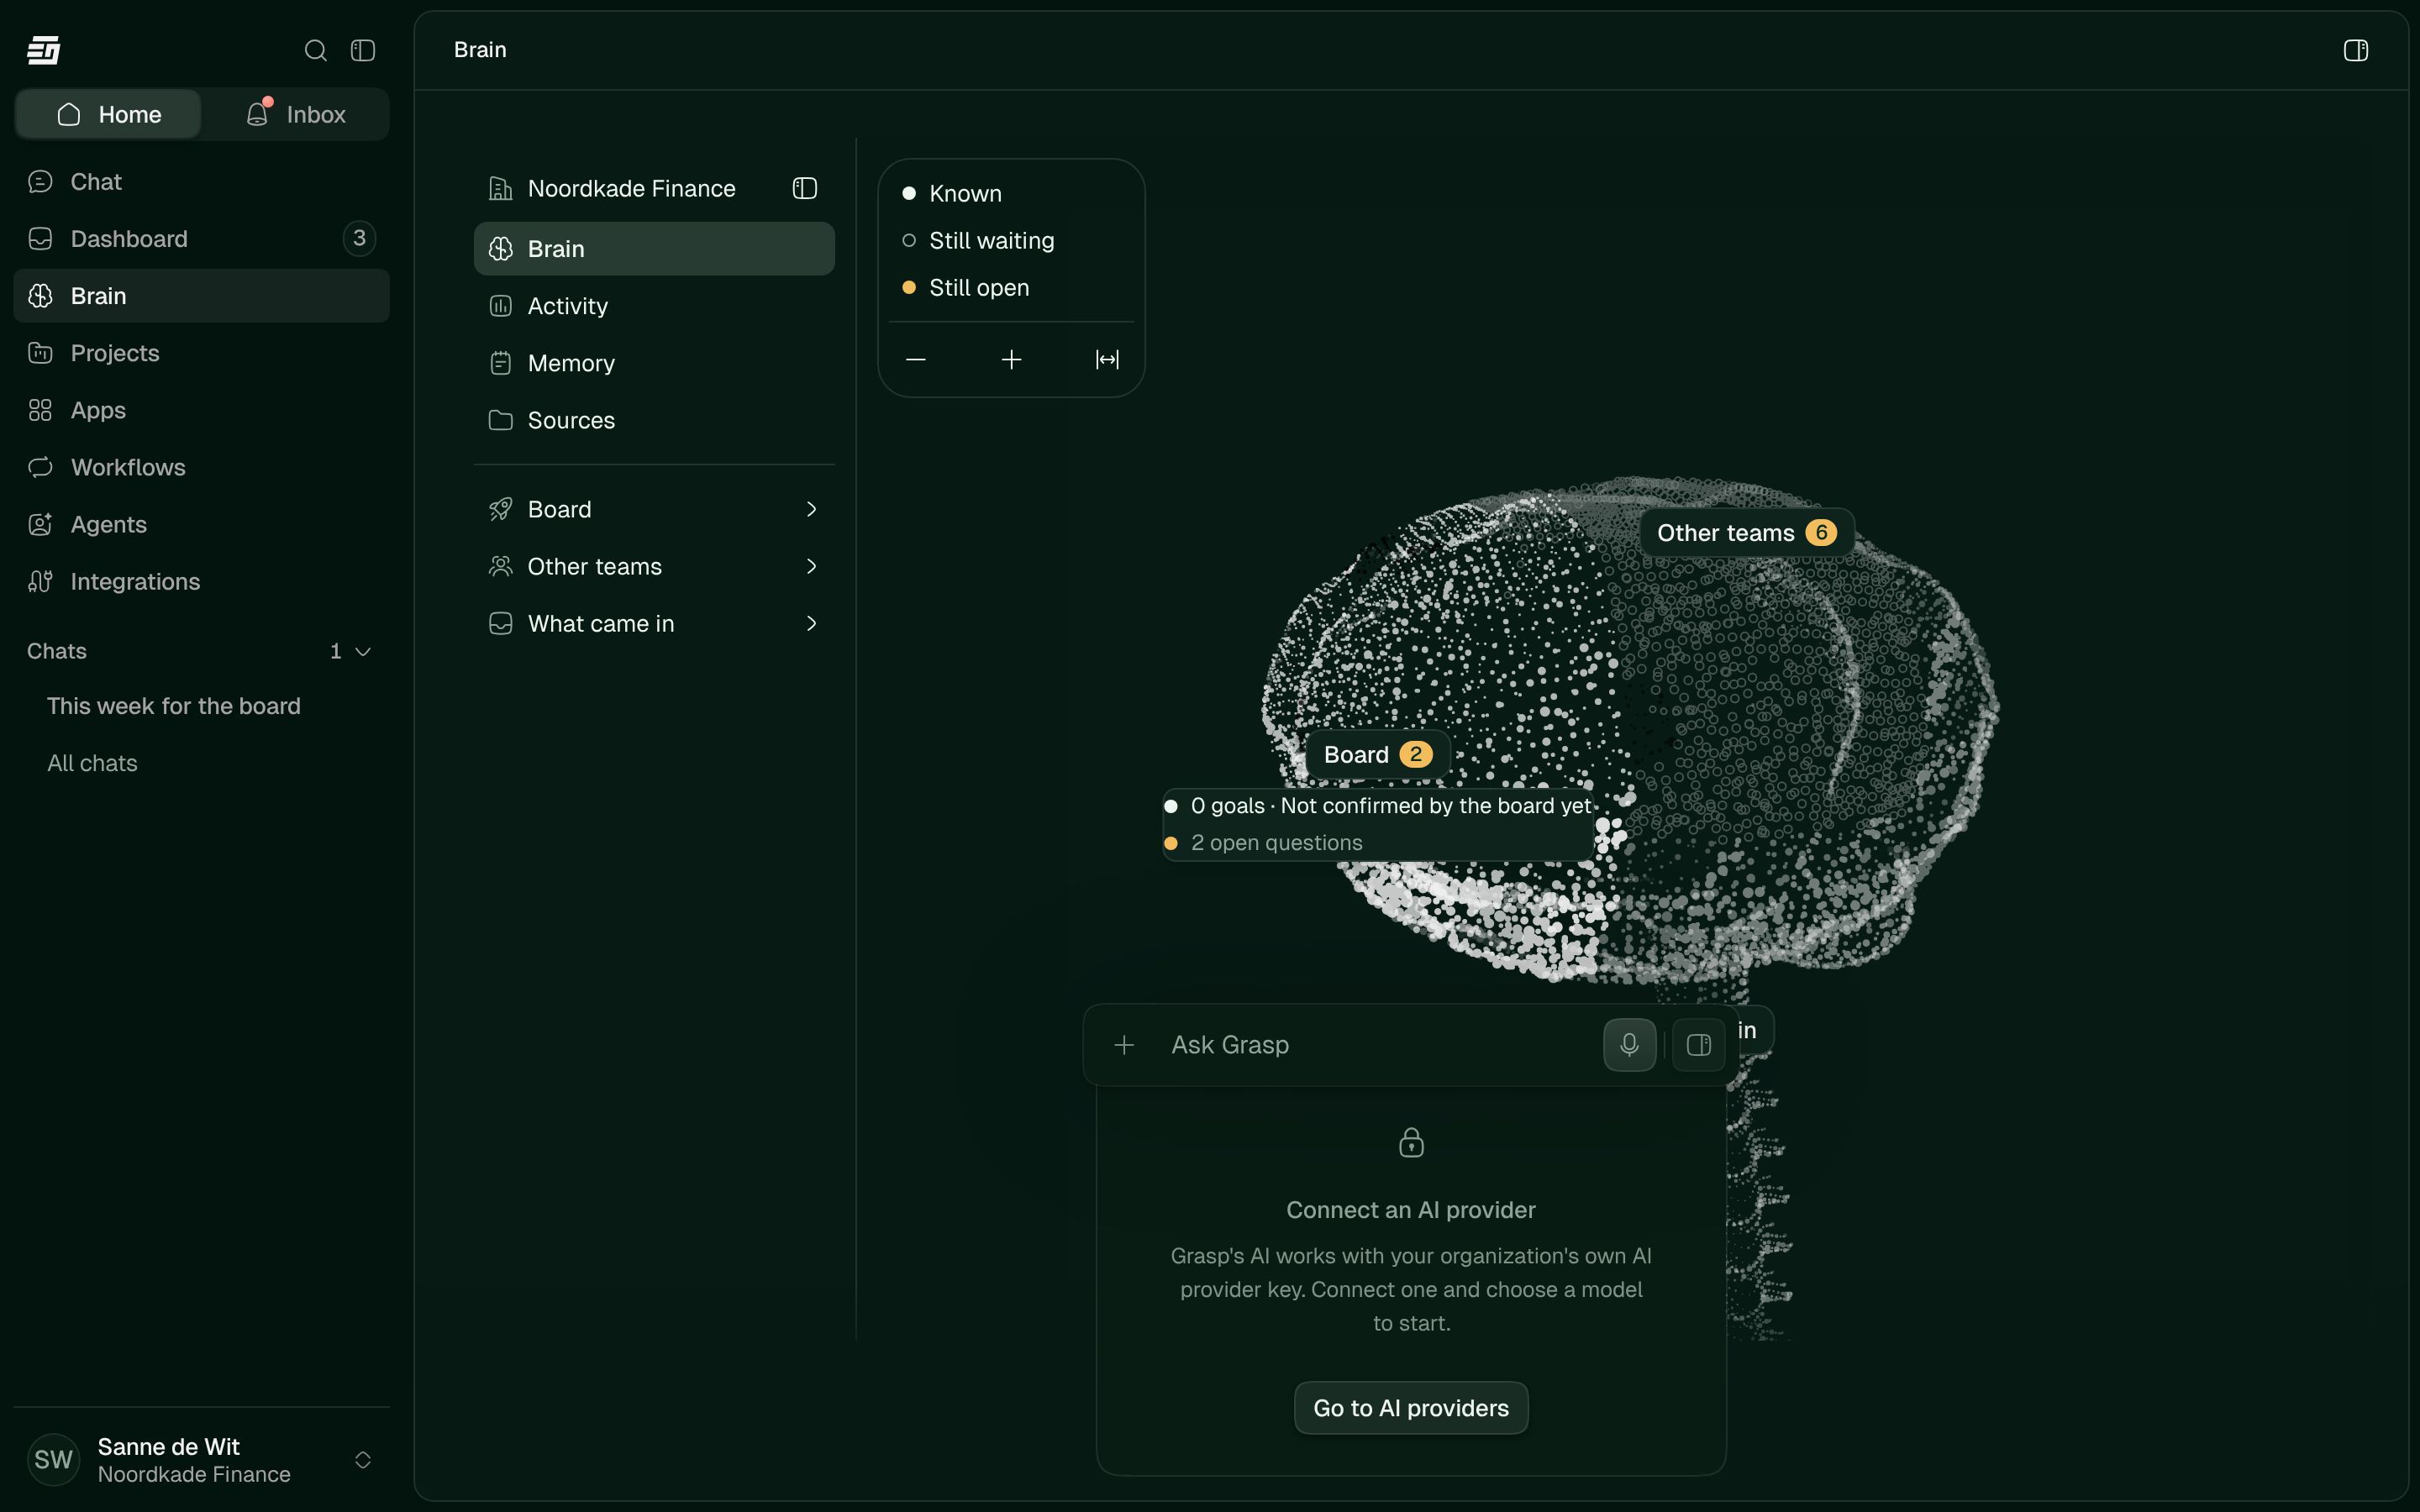 Brain
Home
Inbox
Chat
Dashboard
3
Brain
Projects
Apps
Workflows
Agents
Integrations
Chats
1
This week for the board
All chats
SW
Sanne de Wit
Noordkade Finance
Noordkade Finance
Brain
Activity
Memory
Sources
Board
Other teams
What came in
Known
Still waiting
Still open
Other teams 6
Board 2
0 goals · Not confirmed by the board yet
2 open questions
in
Ask Grasp
Connect an AI provider
Grasp's AI works with your organization's own AI
provider key. Connect one and choose a model
to start.
Go to AI providers